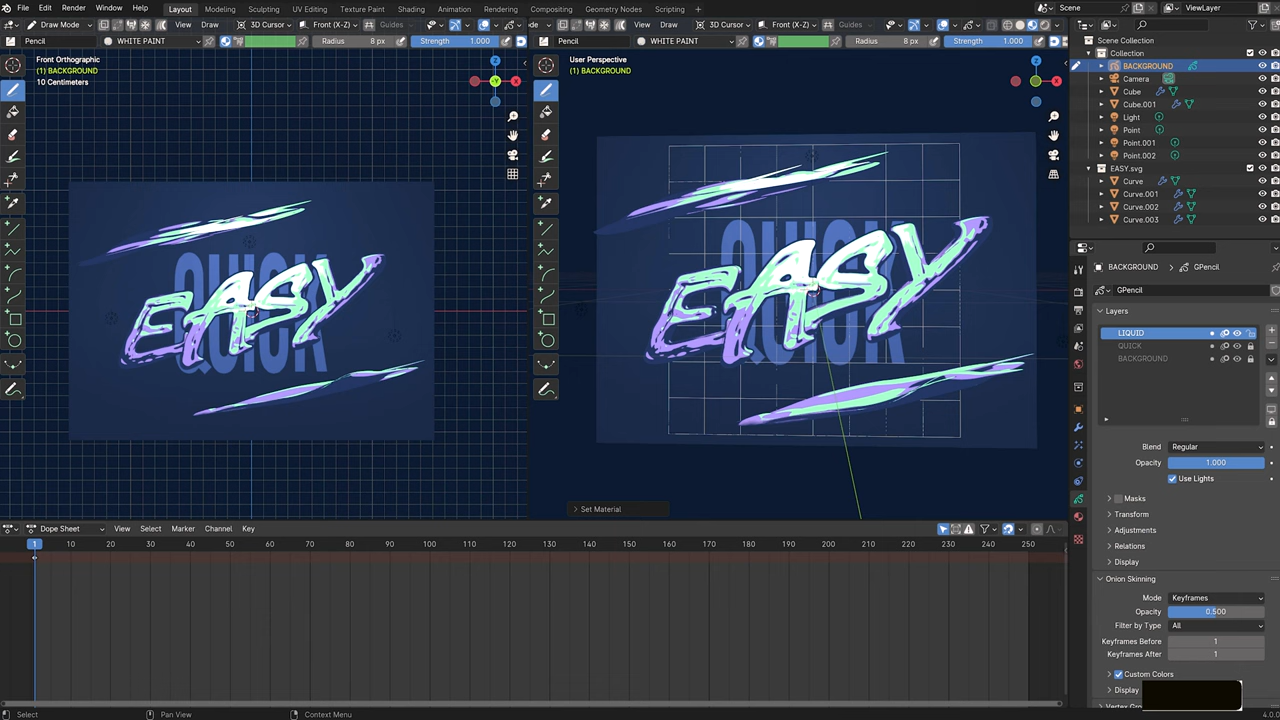 File Edit Render Window Help Layout Modeling Sculpting UV Editing Texture Paint Shading Animation Rendering Compositing Geometry Nodes Scripting Scene ViewLayer
Draw Mode View Draw 3D Cursor Front (X-Z) Guides de View Draw 3D Cursor Front (X-Z) Guides
Pencil WHITE PAINT Radius 8 px Strength 1.000 Pencil WHITE PAINT Radius 8 px Strength 1.000
Front Orthographic
(1) BACKGROUND
10 Centimeters
Z
-Y
X
QUICK
EASY
User Perspective
(1) BACKGROUND
Z
X
QUICK
EASY
> Set Material
Dope Sheet View Select Marker Channel Key
1 10 20 30 40 50 60 70 80 90 100 110 120 130 140 150 160 170 180 190 200 210 220 230 240 250
Select Pan View Context Menu 4.0.0
Scene Collection
Collection
BACKGROUND
Camera
Cube
Cube.001
Light
Point
Point.001
Point.002
EASY.svg
Curve
Curve.001
Curve.002
Curve.003
BACKGROUND > GPencil
GPencil
Layers
LIQUID
QUICK
BACKGROUND
Blend Regular
Opacity 1.000
Use Lights
Masks
Transform
Adjustments
Relations
Display
Onion Skinning
Mode Keyframes
Opacity 0.500
Filter by Type All
Keyframes Before 1
Keyframes After 1
Custom Colors
Display